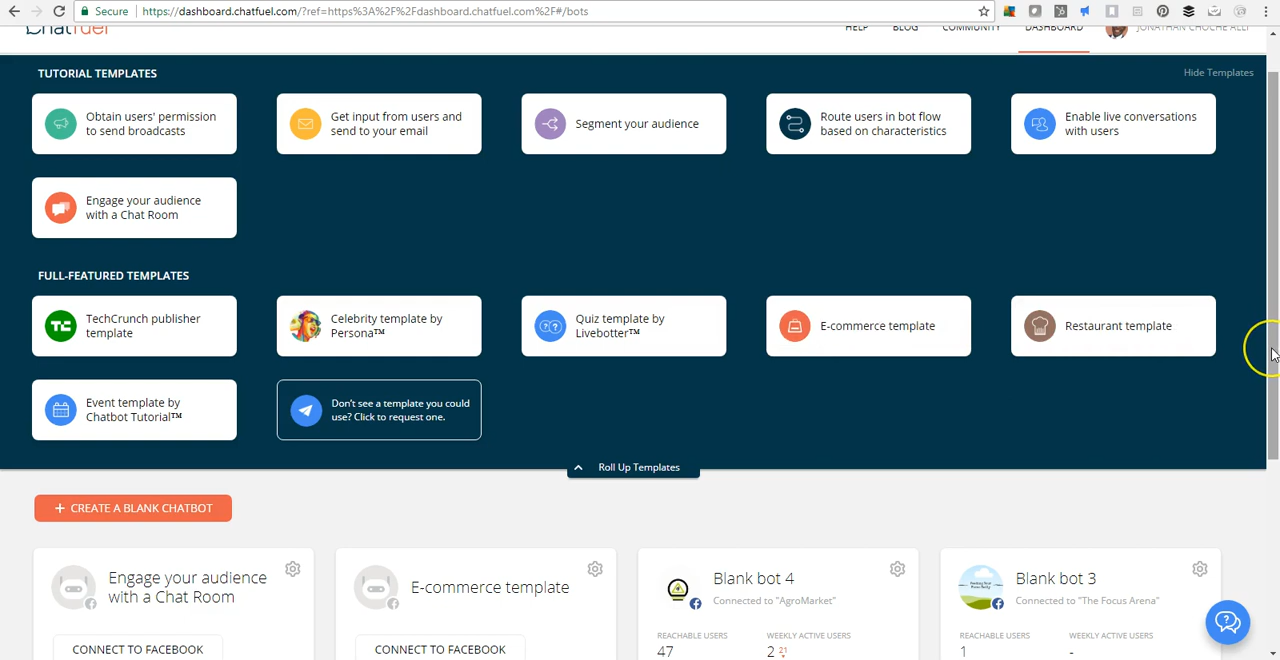 Secure
https://dashboard.chatfuel.com/?ref=https%3A%2F%2Fdashboard.chatfuel.com%2F#/bots
Chatfuel
HELP
BLOG
COMMUNITY
DASHBOARD
JONATHAN CHOCHE ALLI
TUTORIAL TEMPLATES
Hide Templates
Obtain users' permission
to send broadcasts
Get input from users and
send to your email
Segment your audience
Route users in bot flow
based on characteristics
Enable live conversations
with users
Engage your audience
with a Chat Room
FULL-FEATURED TEMPLATES
TC
TechCrunch publisher
template
Celebrity template by
Persona™
Quiz template by
Livebotter™
E-commerce template
Restaurant template
Event template by
Chatbot Tutorial™
Don't see a template you could
use? Click to request one.
Roll Up Templates
+ CREATE A BLANK CHATBOT
Engage your audience
with a Chat Room
CONNECT TO FACEBOOK
E-commerce template
CONNECT TO FACEBOOK
Blank bot 4
Connected to "AgroMarket"
REACHABLE USERS
47
WEEKLY ACTIVE USERS
2 21
Blank bot 3
Connected to "The Focus Arena"
REACHABLE USERS
1
WEEKLY ACTIVE USERS
-